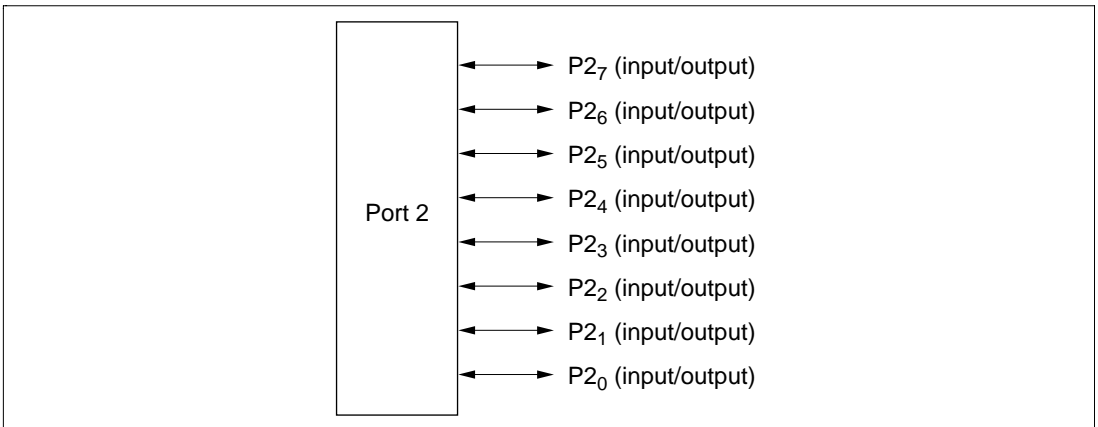 P2₇ (input/output)
P2₆ (input/output)
P2₅ (input/output)
P2₄ (input/output)
Port 2
P2₃ (input/output)
P2₂ (input/output)
P2₁ (input/output)
P2₀ (input/output)